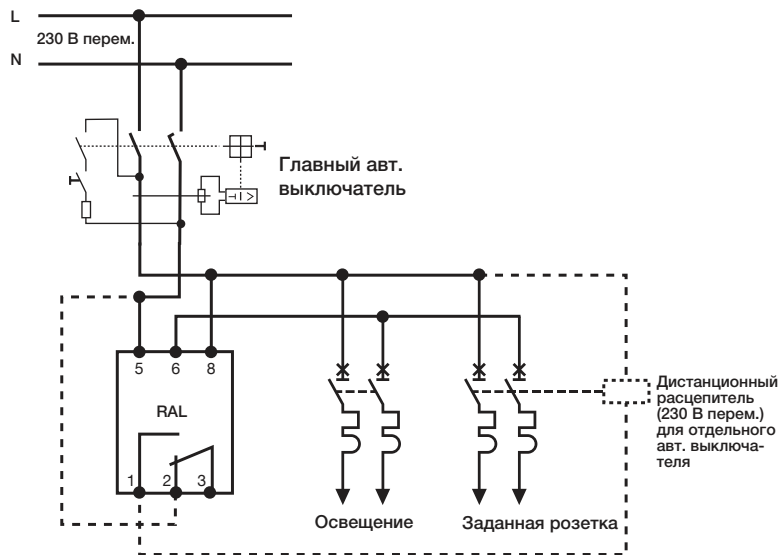 L
230 В перем.
N
Главный авт.
выключатель
5 6 8
RAL
1 2 3
Дистанционный
расцепитель
(230 В перем.)
для отдельного
авт. выключа-
теля
Освещение
Заданная розетка